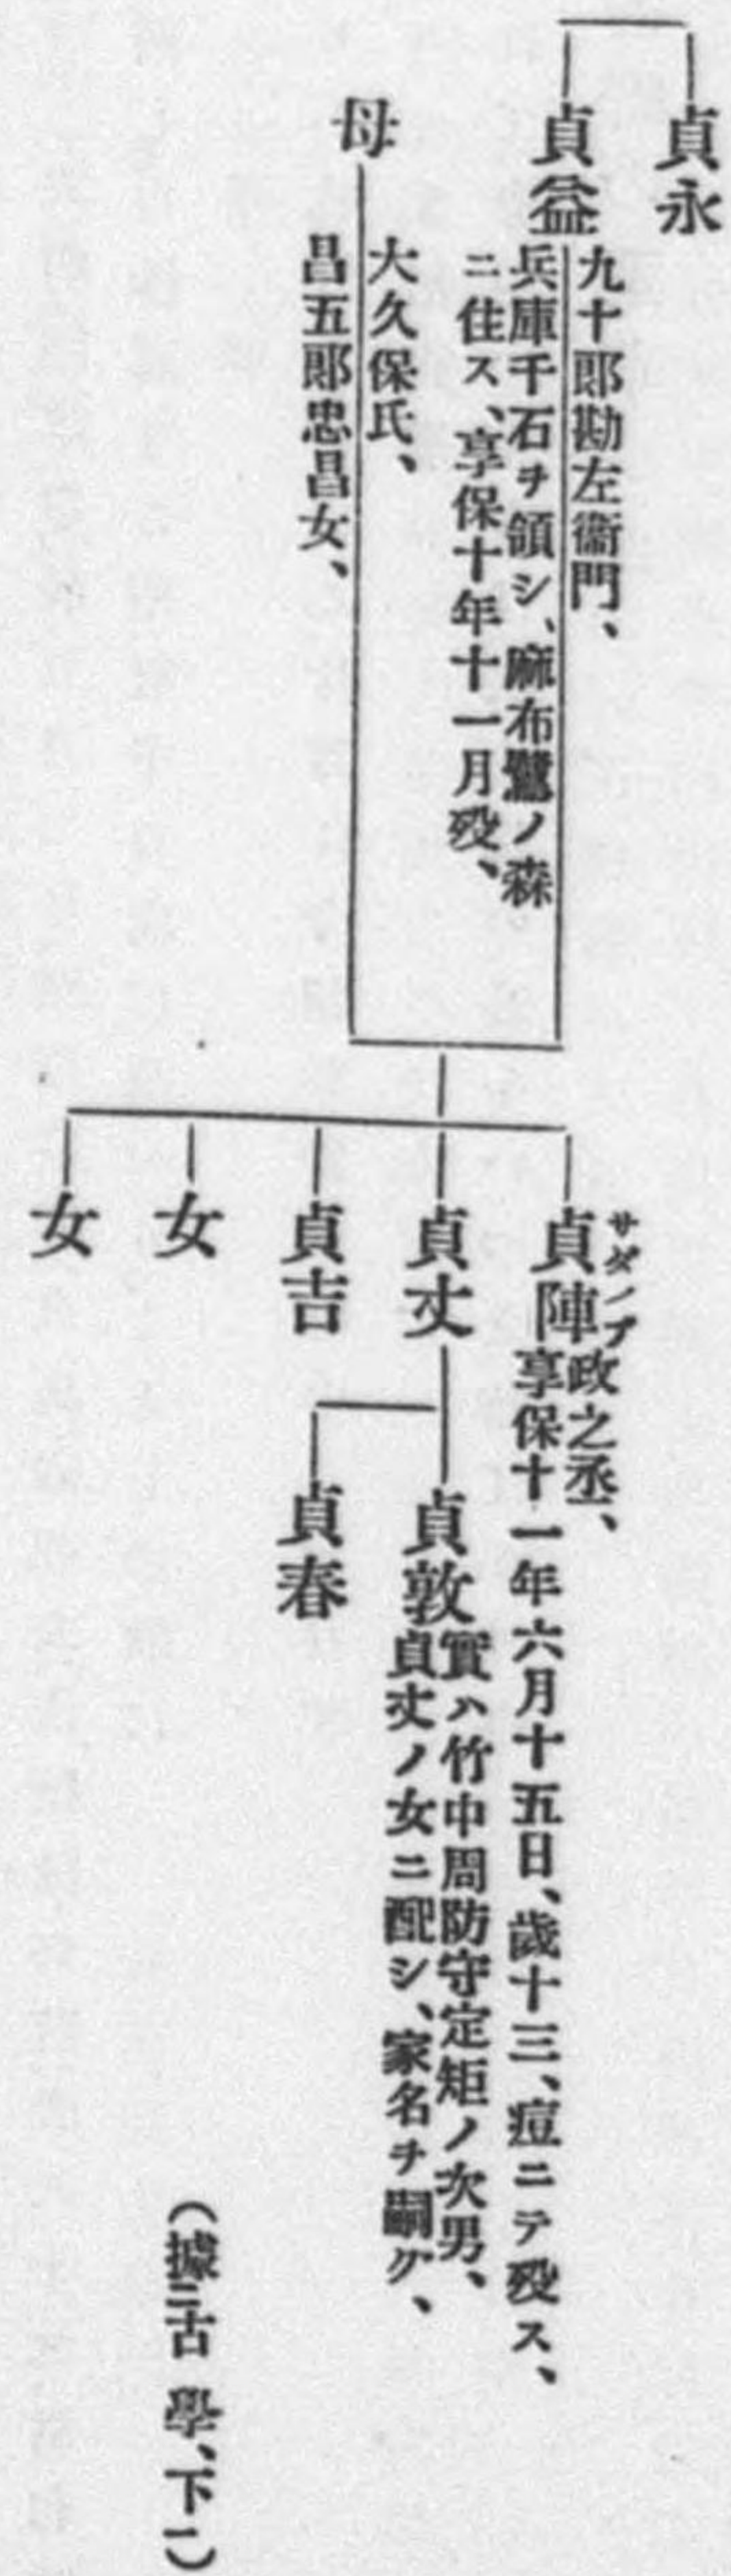 貞永
貞益
九十郎勘左衞門、
兵庫千石ヲ領シ、麻布鷺ノ森
ニ住ス、享保十年十一月歿、
母
大久保氏、
昌五郎忠昌女、
貞陣
サダノブ
政之丞、
享保十一年六月十五日、歲十三、痘ニテ歿ス、
貞丈
貞敦
實ハ竹中周防守定矩ノ次男、
貞丈ノ女ニ配シ、家名ヲ嗣グ、
貞春
貞吉
女
女
(據ニ古學、下一)